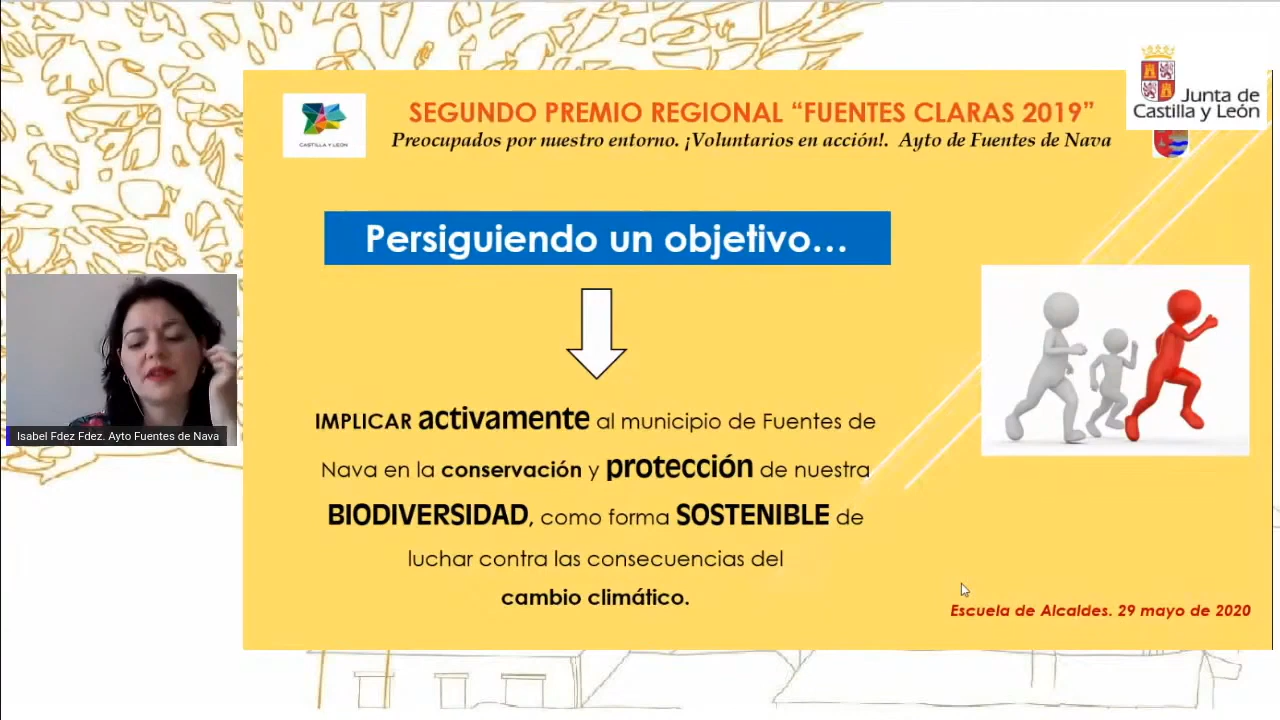 SEGUNDO PREMIO REGIONAL “FUENTES CLARAS 2019”
Preocupados por nuestro entorno. ¡Voluntarios en acción!. Ayto de Fuentes de Nava
CASTILLA Y LEÓN
Junta de
Castilla y León
Persiguiendo un objetivo...
IMPLICAR activamente al municipio de Fuentes de
Nava en la conservación y protección de nuestra
BIODIVERSIDAD, como forma SOSTENIBLE de
luchar contra las consecuencias del
cambio climático.
Isabel Fdez Fdez. Ayto Fuentes de Nava
Escuela de Alcaldes. 29 mayo de 2020